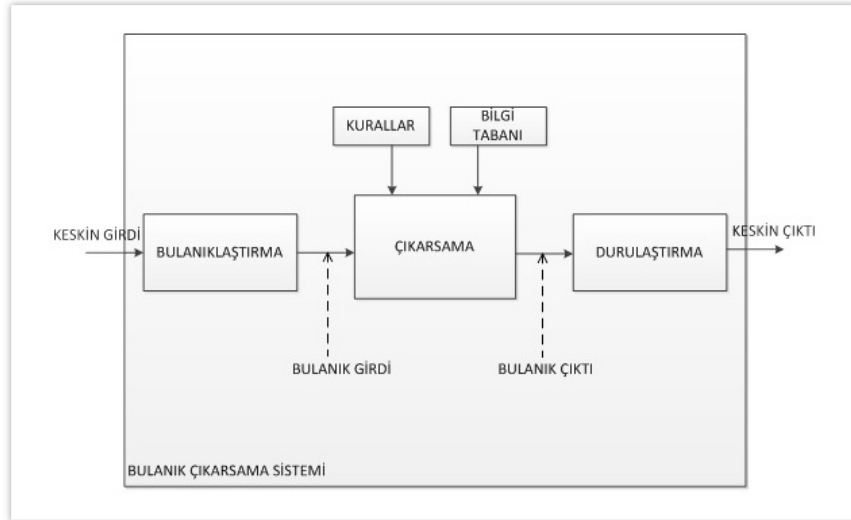 KURALLAR
BİLGİ
TABANI
KESKİN GİRDİ
BULANIKLAŞTIRMA
ÇIKARSAMA
DURULAŞTIRMA
KESKİN ÇIKTI
BULANIK GİRDİ
BULANIK ÇIKTI
BULANIK ÇIKARSAMA SİSTEMİ